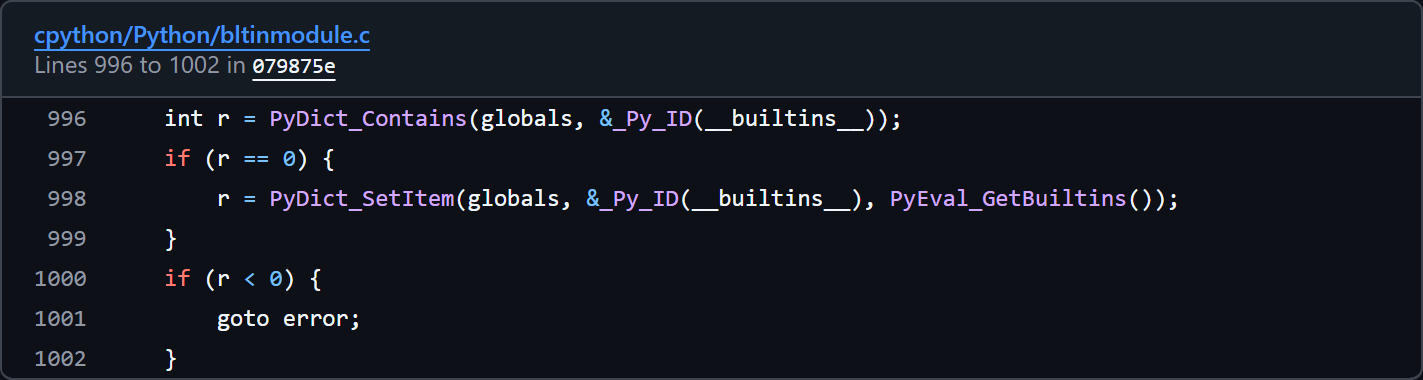 cpython/Python/bltinmodule.c
Lines 996 to 1002 in 079875e
996 int r = PyDict_Contains(globals, &_Py_ID(__builtins__));
997 if (r == 0) {
998 r = PyDict_SetItem(globals, &_Py_ID(__builtins__), PyEval_GetBuiltins());
999 }
1000 if (r < 0) {
1001 goto error;
1002 }